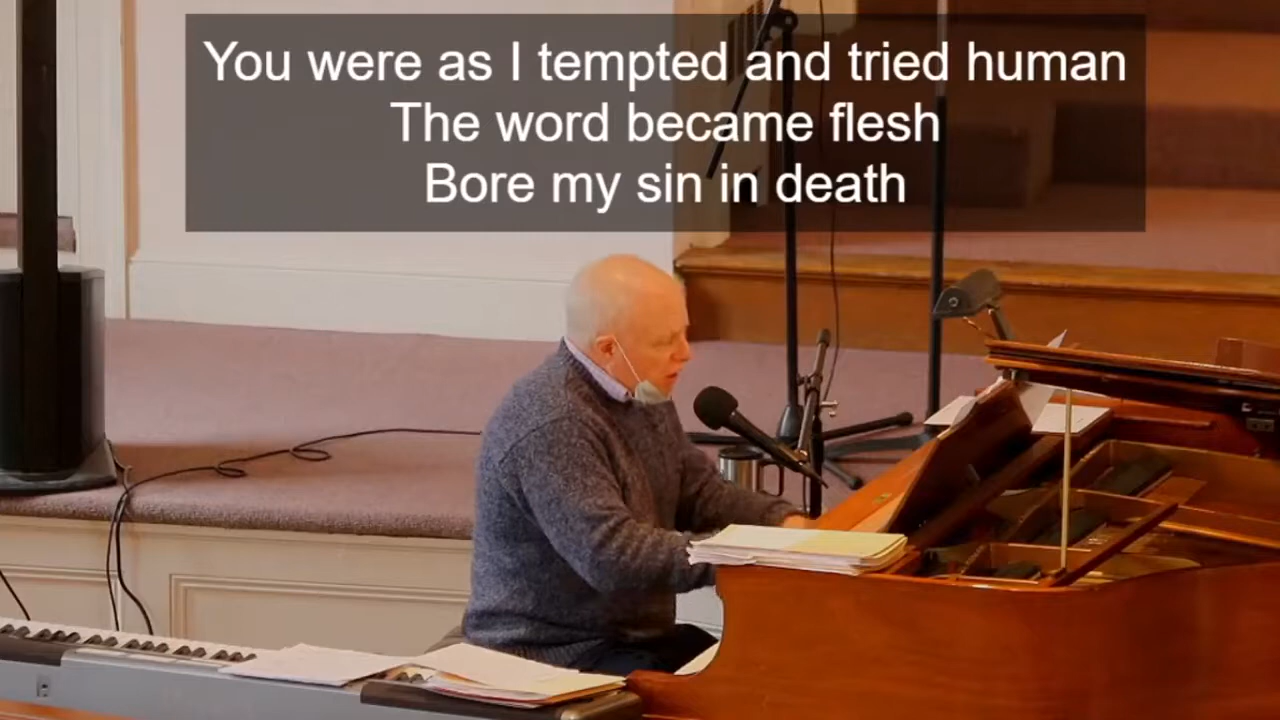 You were as I tempted and tried human
The word became flesh
Bore my sin in death